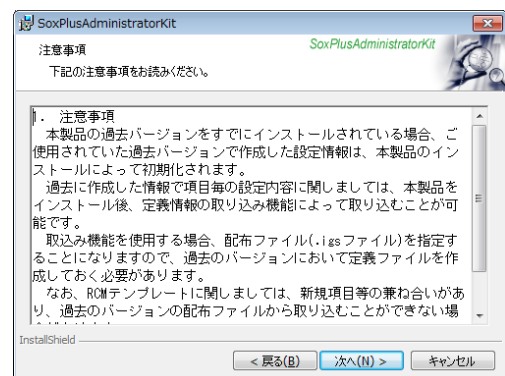 SoxPlusAdministratorKit
注意事項
SoxPlusAdministratorKit
下記の注意事項をお読みください。
1. 注意事項
本製品の過去バージョンをすでにインストールされている場合、ご
使用されていた過去バージョンで作成した設定情報は、本製品のイン
ストールによって初期化されます。
過去に作成した情報で項目毎の設定内容に関しましては、本製品を
インストール後、定義情報の取り込み機能によって取り込むことが可
能です。
取込み機能を使用する場合、配布ファイル(.igsファイル)を指定す
ることになりますので、過去のバージョンにおいて定義ファイルを作
成しておく必要があります。
なお、RCMテンプレートに関しましては、新規項目等の兼ね合いがあ
り、過去のバージョンの配布ファイルから取り込むことができない場
InstallShield
< 戻る(B)
次へ(N) >
キャンセル